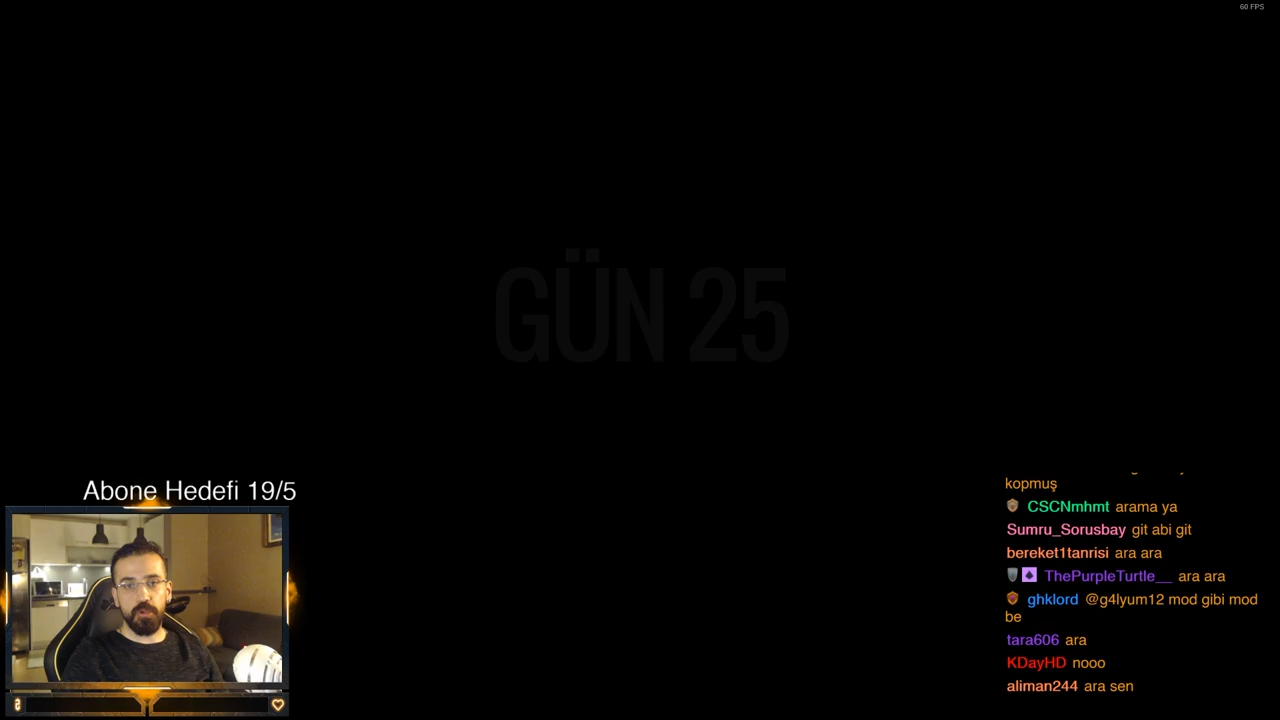 60 FPS
GÜN 25
Abone Hedefi 19/5
kopmuş
CSCNmhmt arama ya
Sumru_Sorusbay git abi git
bereket1tanrisi ara ara
ThePurpleTurtle__ ara ara
ghklord @g4lyum12 mod gibi mod
be
tara606 ara
KDayHD nooo
aliman244 ara sen